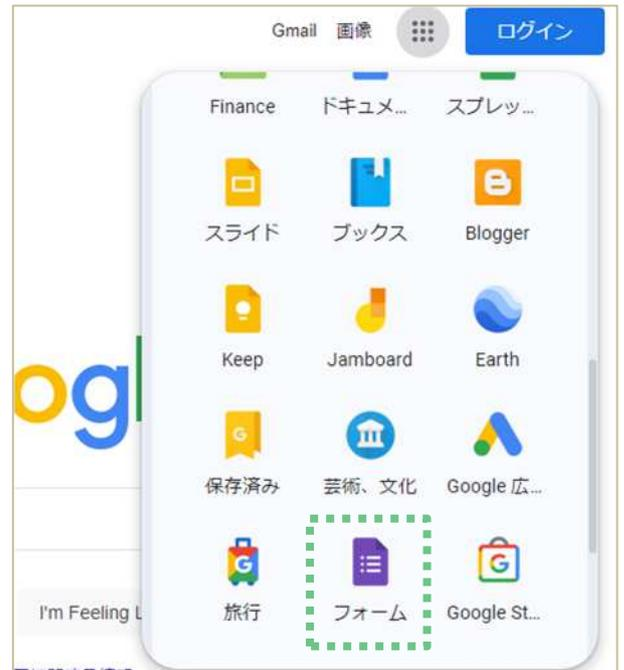 Gmail 画像 ログイン
Finance ドキュメ... スプレッ...
スライド ブックス Blogger
Keep Jamboard Earth
ogl
保存済み 芸術、文化 Google 広...
旅行 フォーム Google St...
I'm Feeling L